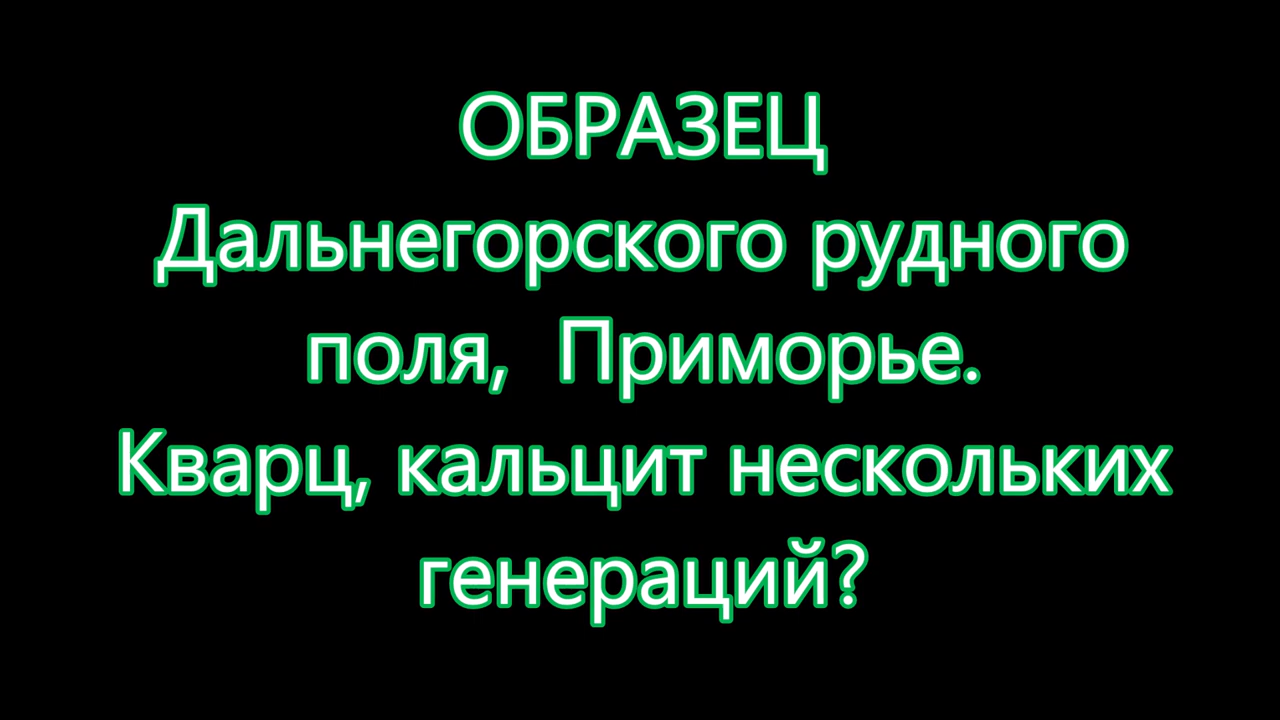 ОБРАЗЕЦ
Дальнегорского рудного
поля,  Приморье.
Кварц, кальцит нескольких
генераций?